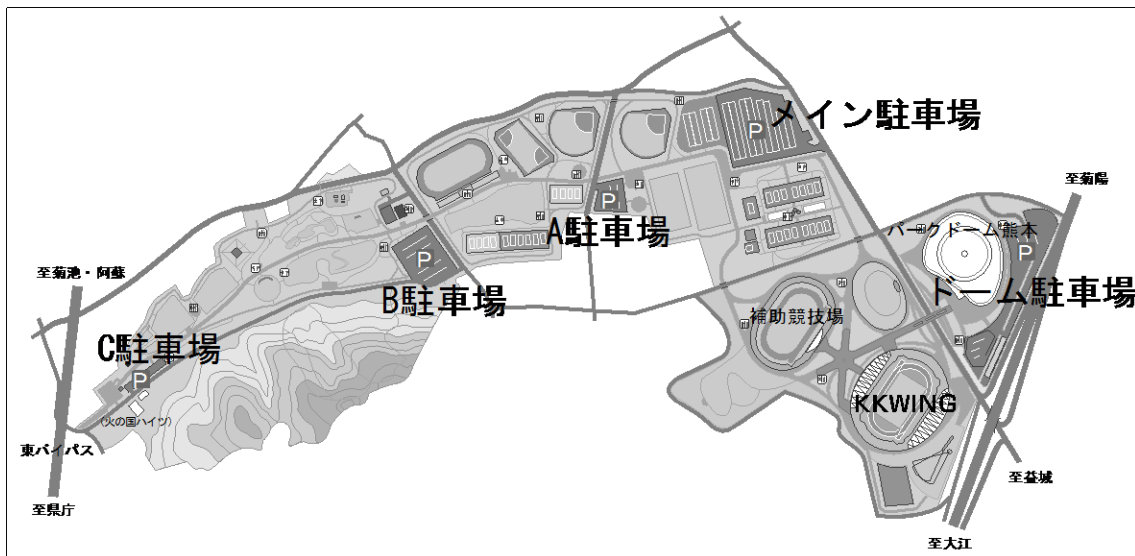 メイン駐車場
P
至菊陽
P
A駐車場
パークドーム熊本
P
P
至菊池・阿蘇
B駐車場
ドーム駐車場
補助競技場
C駐車場
P
KKWING
(火の国ハイツ)
東バイパス
至益城
至県庁
至大江